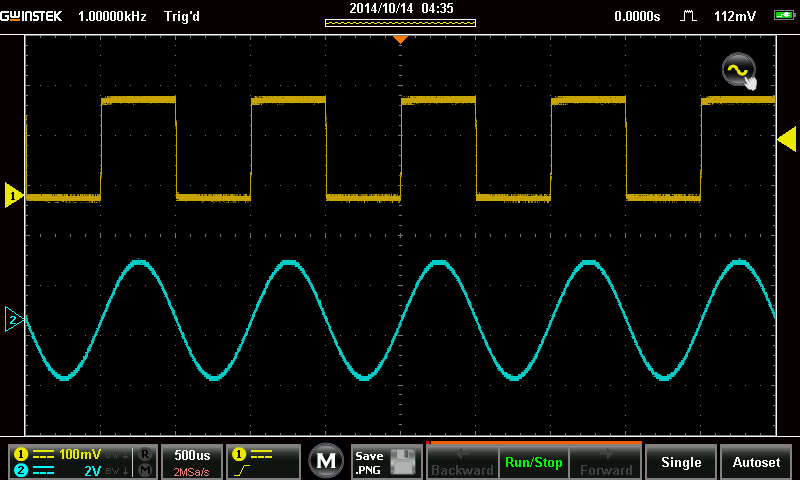 GWINSTEK 1.00000kHz Trig'd 2014/10/14 04:35 0.0000s 112mV
1
2
1 100mV BW R 500us 1 M Save .PNG Backward Run/Stop Forward Single Autoset
2 2V BW M 2MSa/s